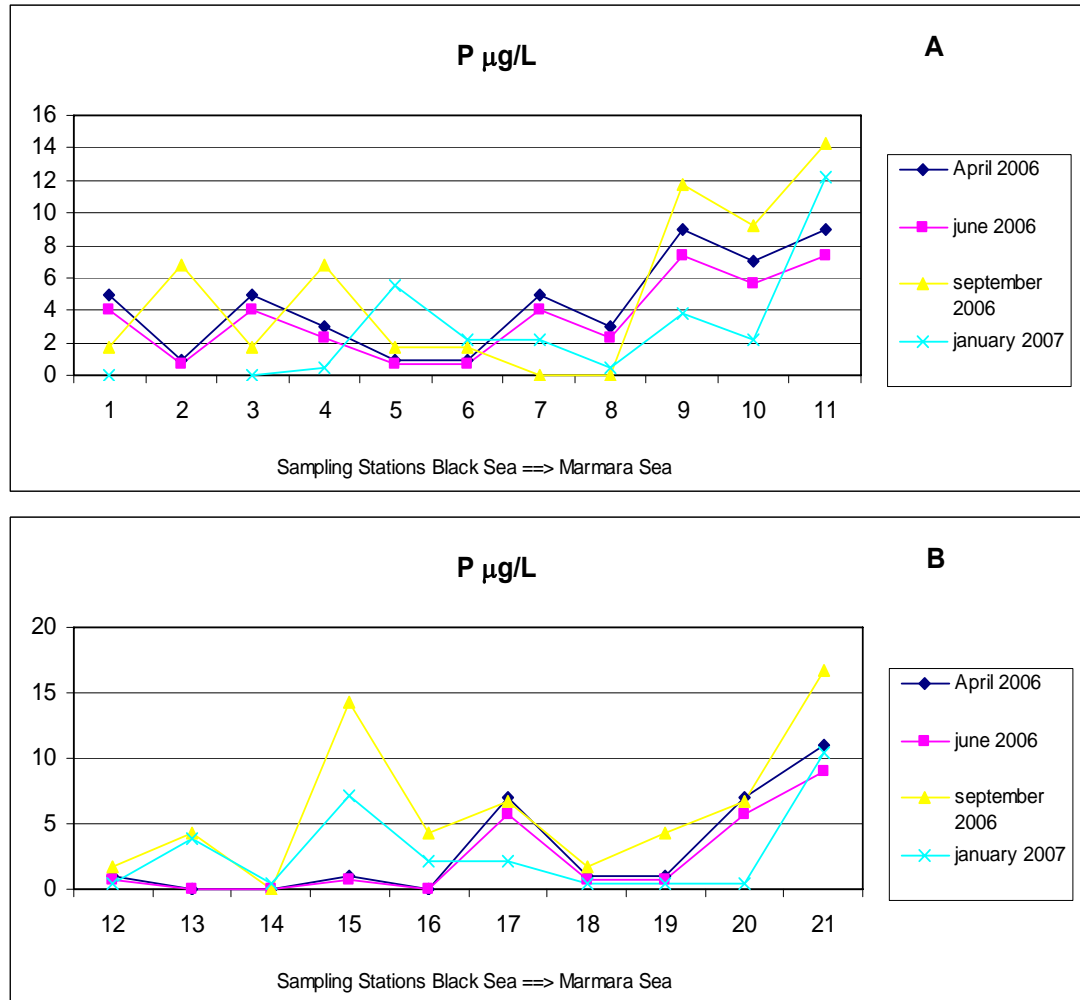 P μg/L
A
16
14
12
10
8
6
4
2
0
1 2 3 4 5 6 7 8 9 10 11
Sampling Stations Black Sea ==> Marmara Sea
April 2006
june 2006
september
2006
january 2007
P μg/L
B
20
15
10
5
0
12 13 14 15 16 17 18 19 20 21
Sampling Stations Black Sea ==> Marmara Sea
April 2006
june 2006
september
2006
january 2007